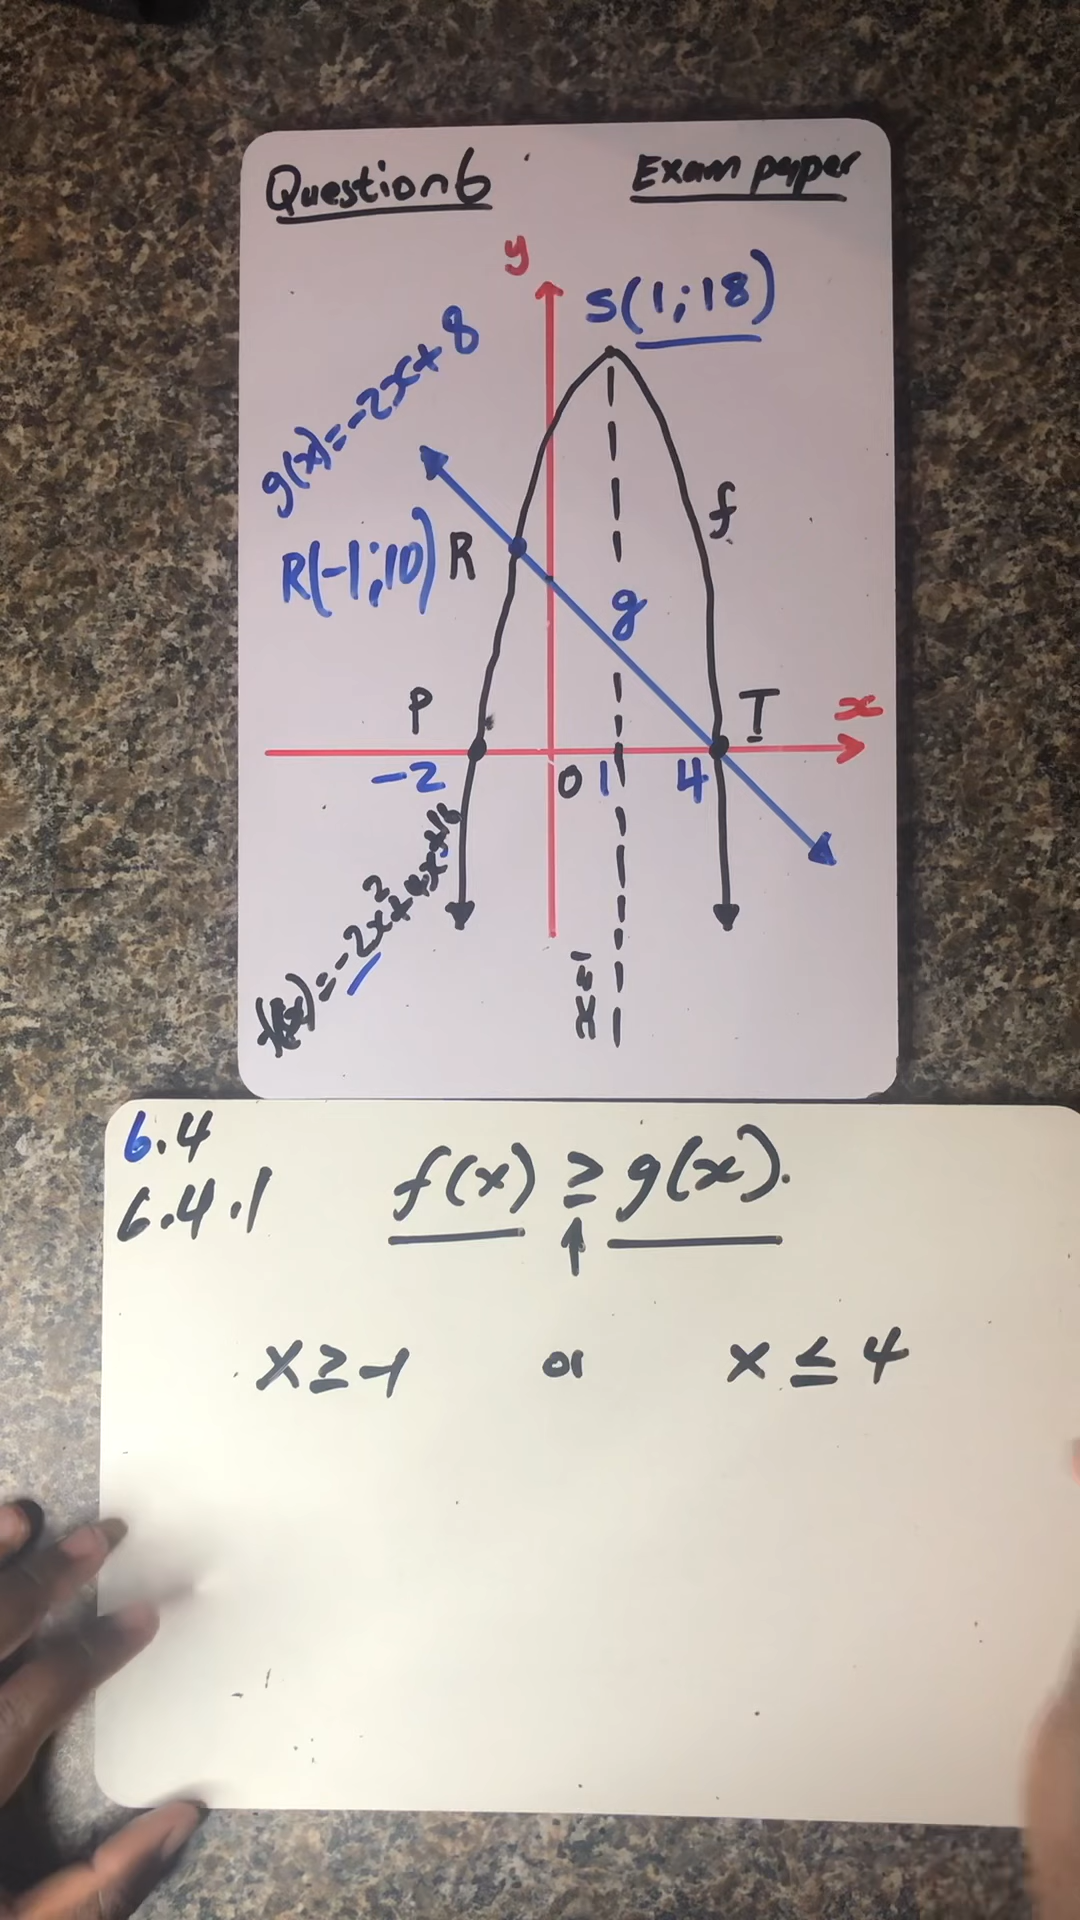 Question 6
Exam paper
y
S(1;18)
g(x)=-2x+8
f
R(-1;10) R
g
P
T
x
-2
0
1
4
f(x)=-2x²+4x+16
x=1
6.4
6.4.1
f(x) ≥ g(x).
x ≥ -1 or x ≤ 4